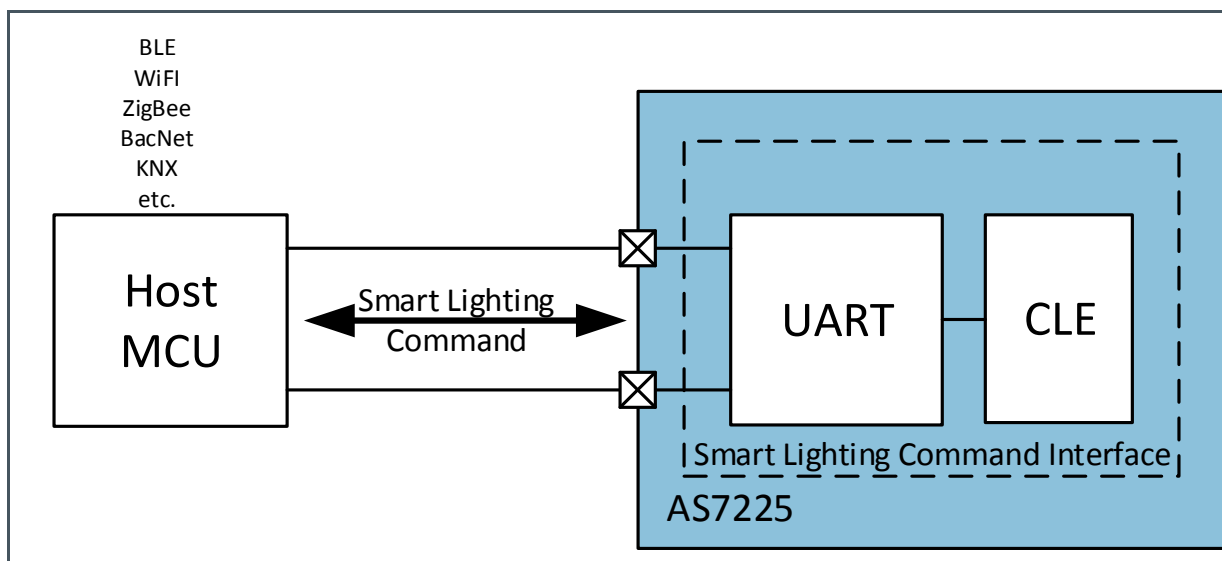 BLE
WiFI
ZigBee
BacNet
KNX
etc.
Host
MCU
Smart Lighting
Command
UART
CLE
Smart Lighting Command Interface
AS7225